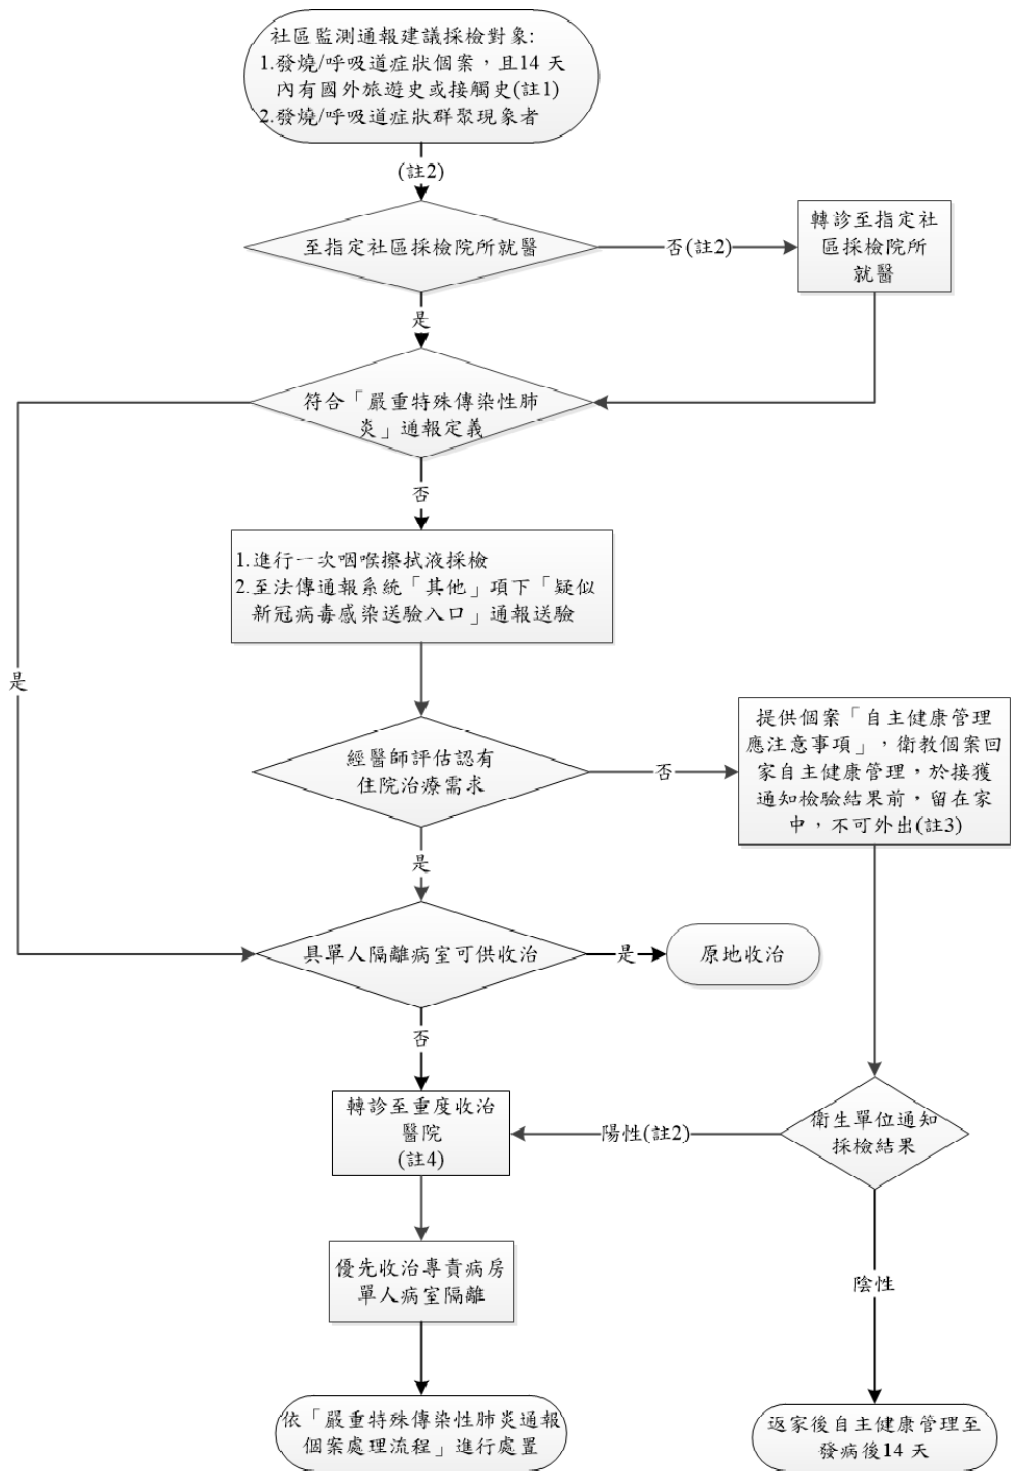 社區監測通報建議採檢對象:
1.發燒/呼吸道症狀個案，且14 天
內有國外旅遊史或接觸史(註1)
2.發燒/呼吸道症狀群聚現象者
(註2)
至指定社區採檢院所就醫
否(註2)
轉診至指定社
區採檢院所
就醫
是
符合「嚴重特殊傳染性肺
炎」通報定義
否
1.進行一次咽喉擦拭液採檢
2.至法傳通報系統「其他」項下「疑似
新冠病毒感染送驗入口」通報送驗
是
經醫師評估認有
住院治療需求
否
提供個案「自主健康管理
應注意事項」，衛教個案回
家自主健康管理，於接獲
通知檢驗結果前，留在家
中，不可外出(註3)
是
具單人隔離病室可供收治
是
原地收治
否
轉診至重度收治
醫院
(註4)
陽性(註2)
衛生單位通知
採檢結果
優先收治專責病房
單人病室隔離
陰性
依「嚴重特殊傳染性肺炎通報
個案處理流程」進行處置
返家後自主健康管理至
發病後14 天